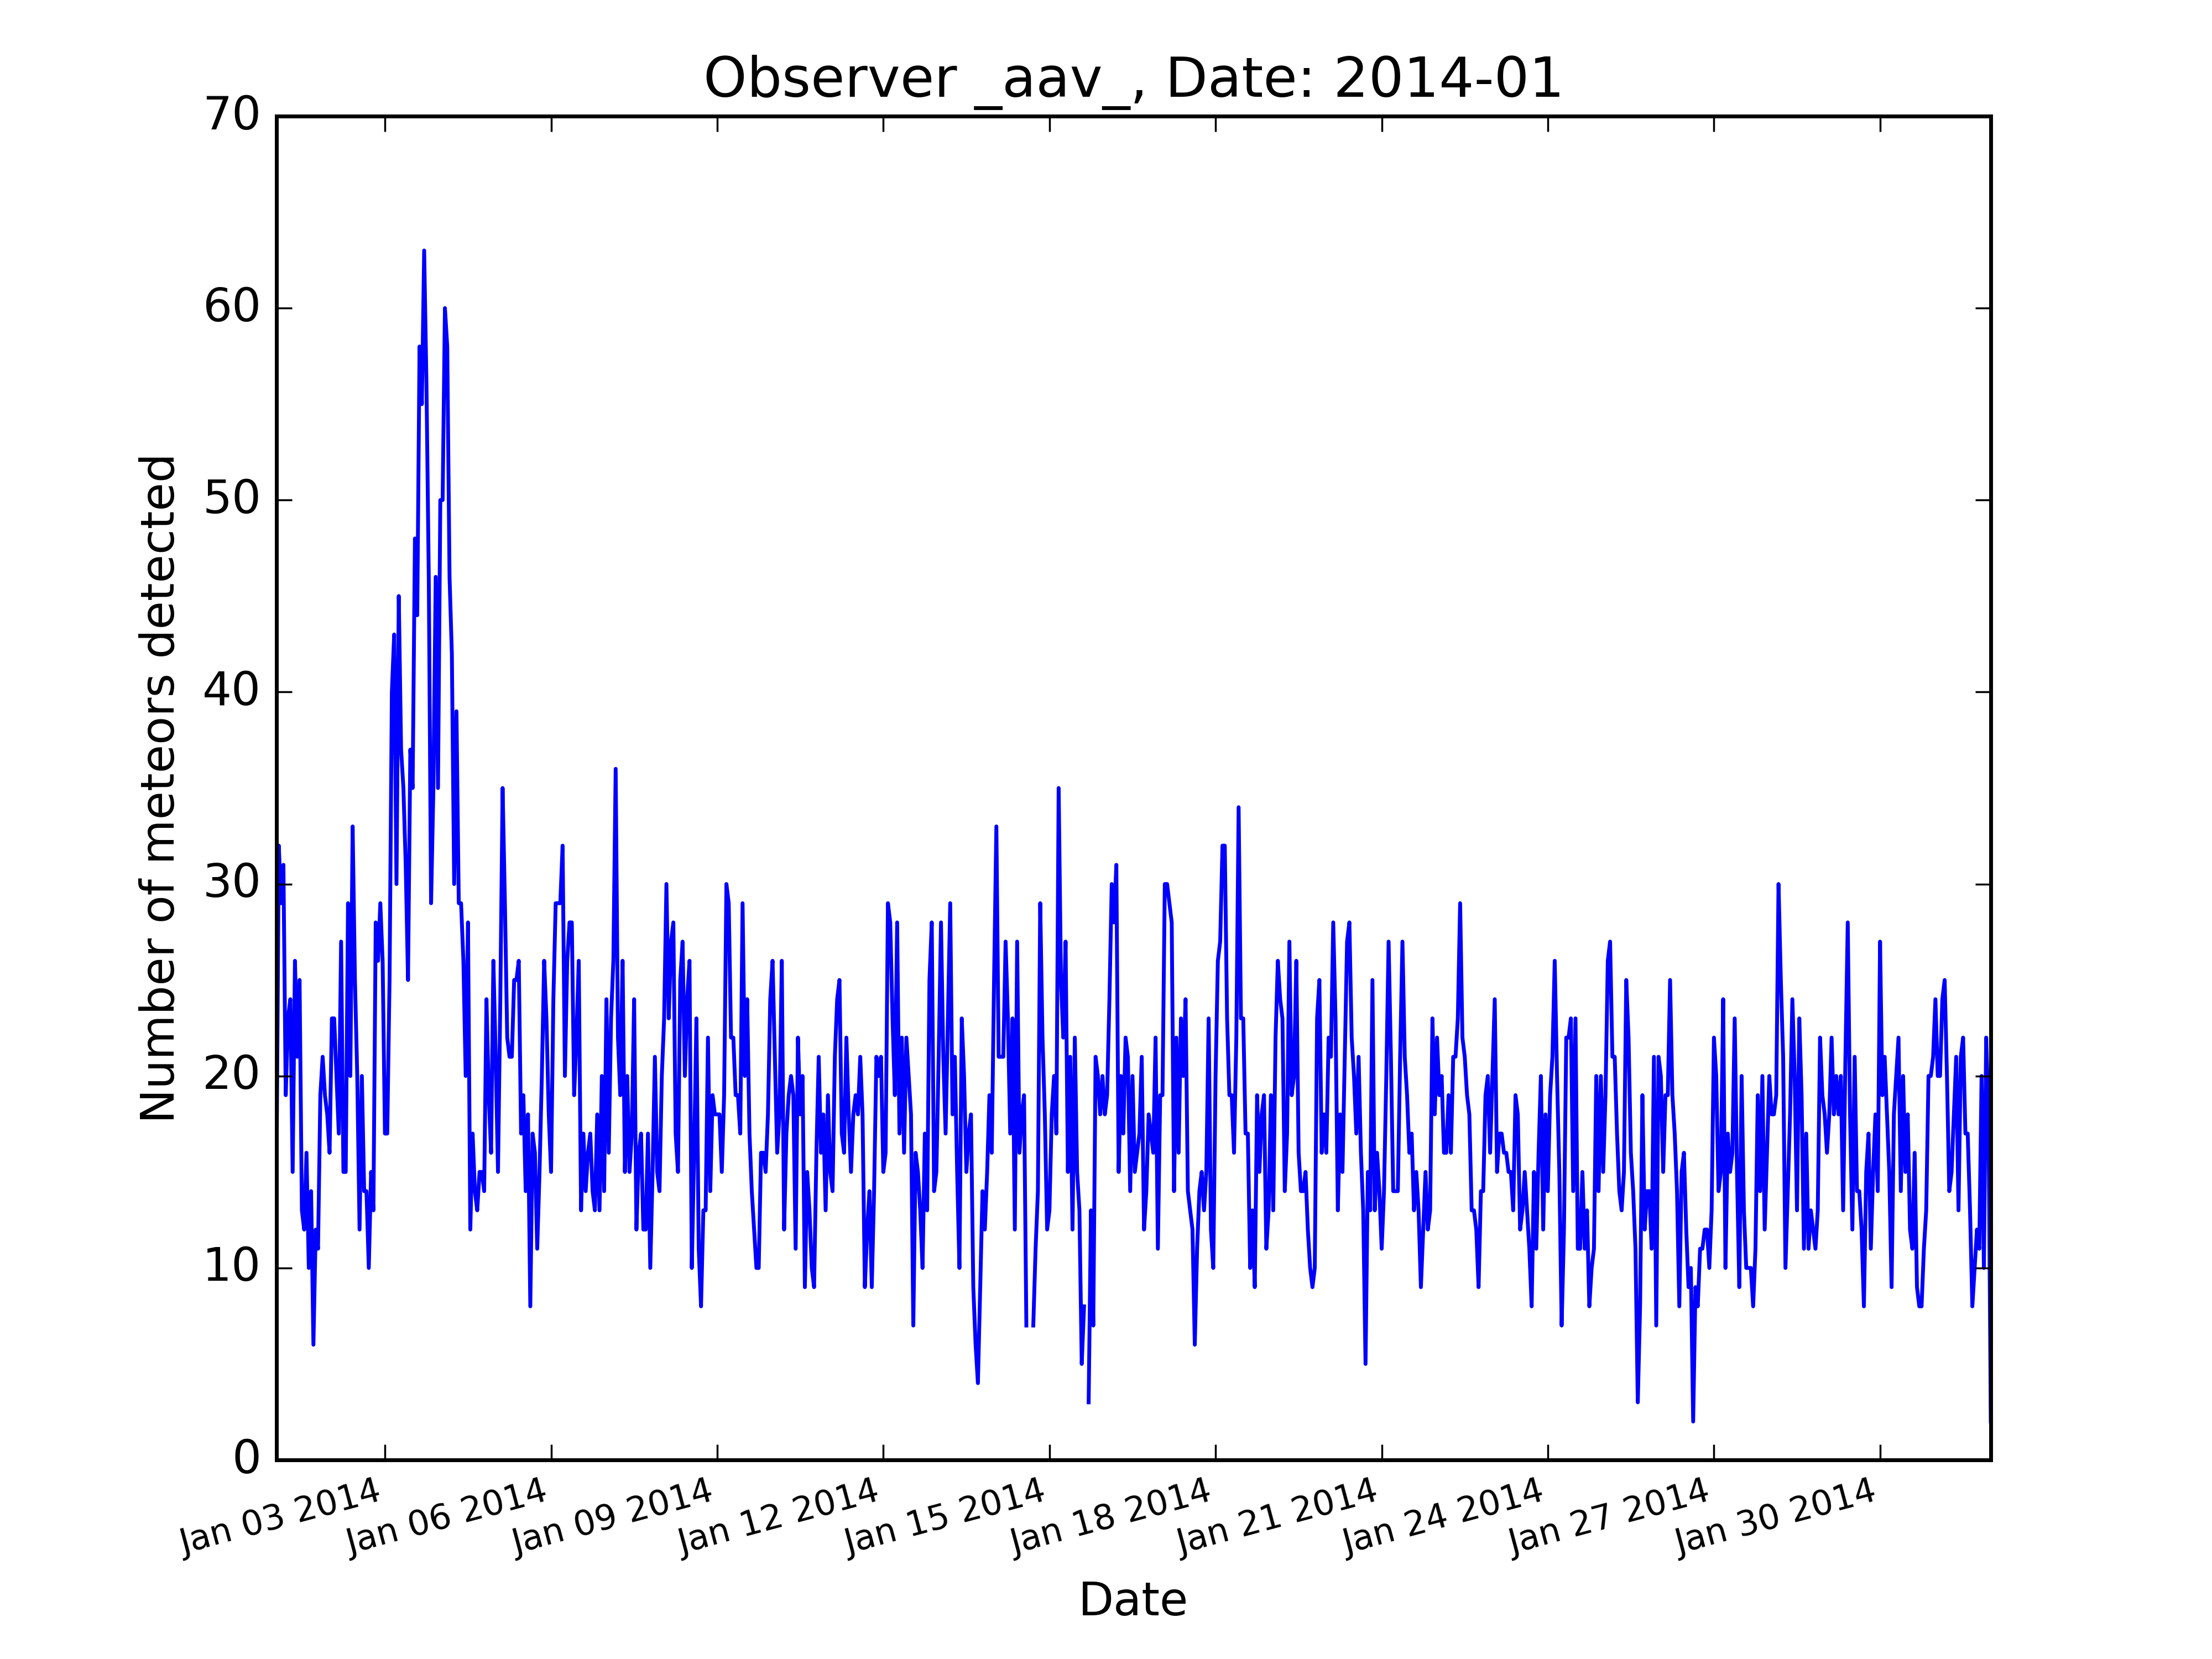 Observer _aav_, Date: 2014-01
70
60
50
40
30
20
10
0
Number of meteors detected
Jan 03 2014
Jan 06 2014
Jan 09 2014
Jan 12 2014
Jan 15 2014
Jan 18 2014
Jan 21 2014
Jan 24 2014
Jan 27 2014
Jan 30 2014
Date